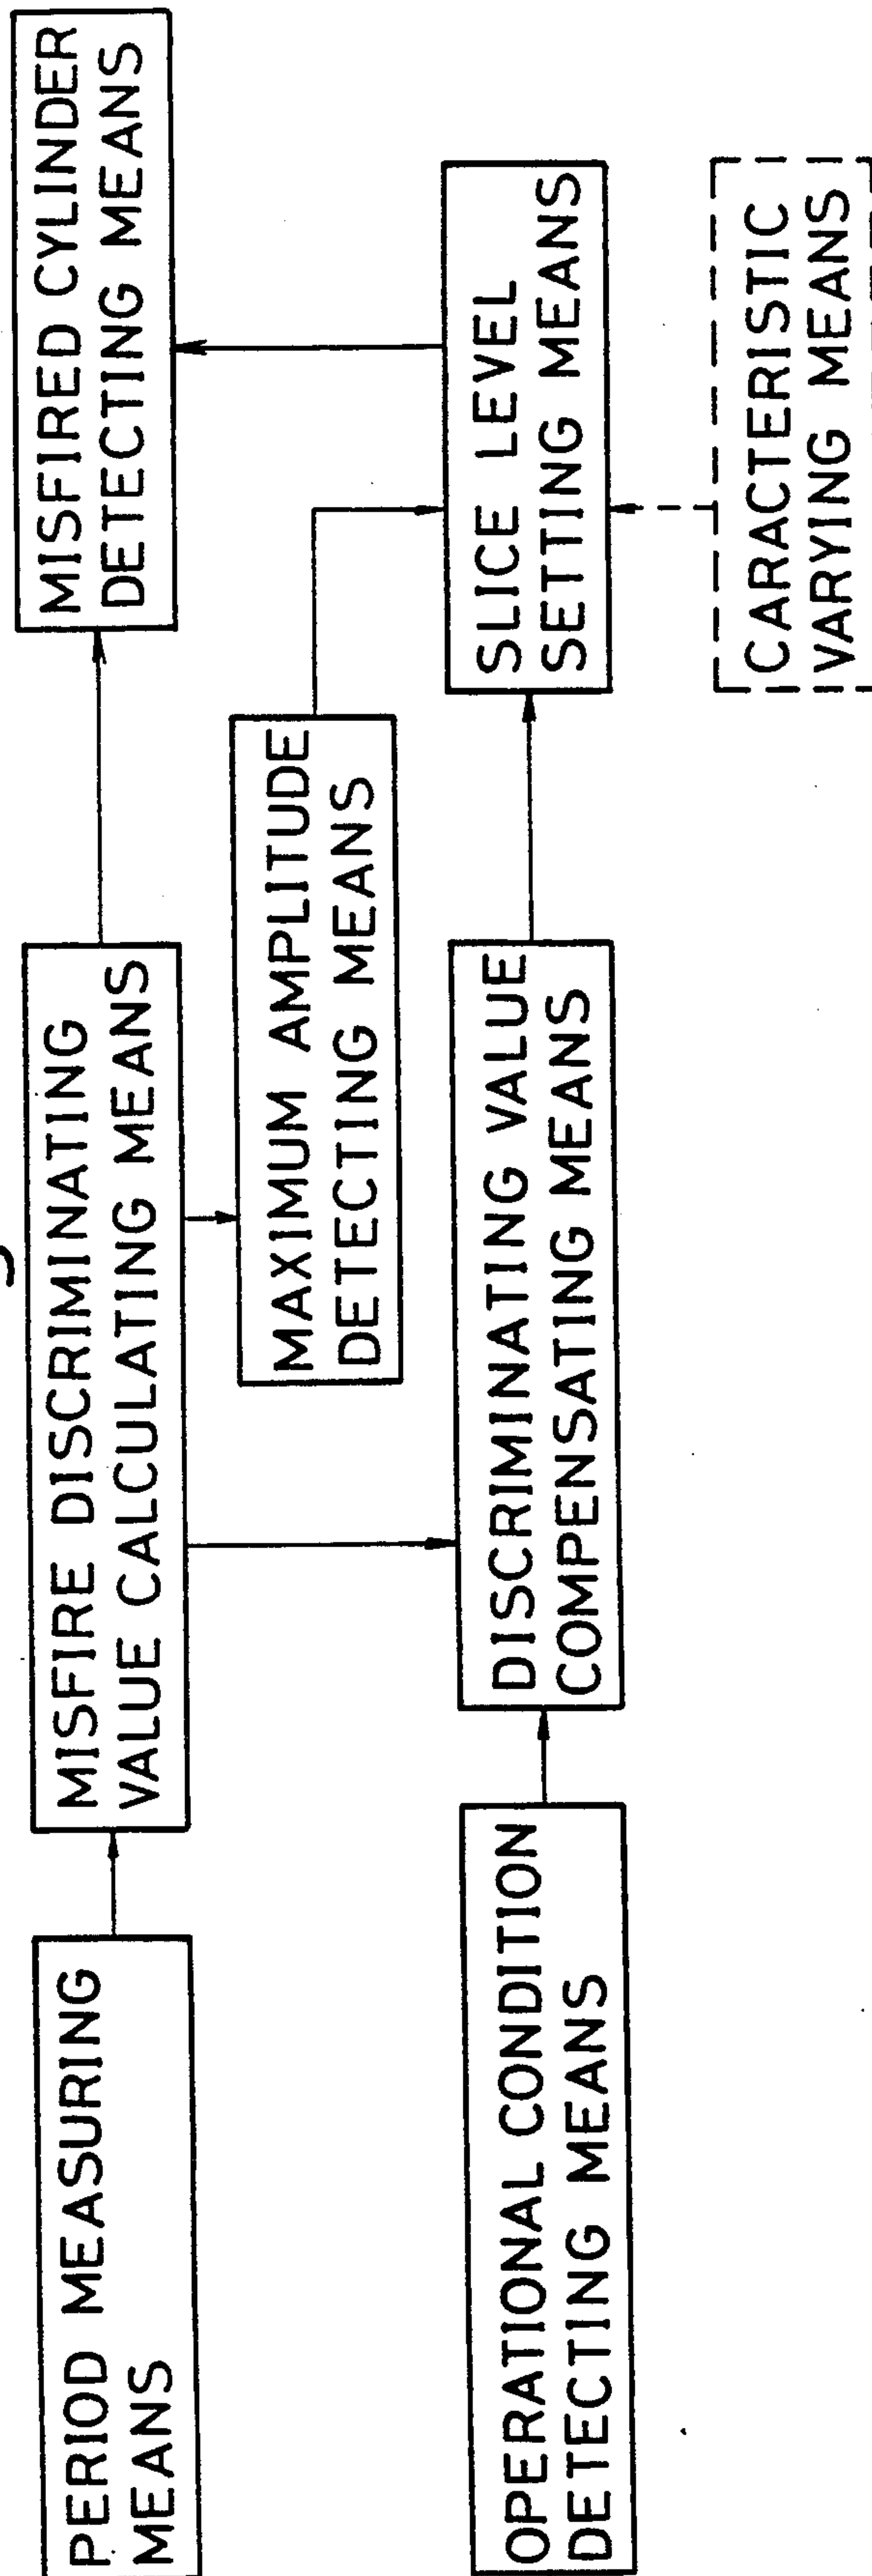 PERIOD MEASURING
MEANS
MISFIRE DISCRIMINATING
VALUE CALCULATING MEANS
MISFIRED CYLINDER
DETECTING MEANS
MAXIMUM AMPLITUDE
DETECTING MEANS
OPERATIONAL CONDITION
DETECTING MEANS
DISCRIMINATING VALUE
COMPENSATING MEANS
SLICE LEVEL
SETTING MEANS
CARACTERISTIC
VARYING MEANS